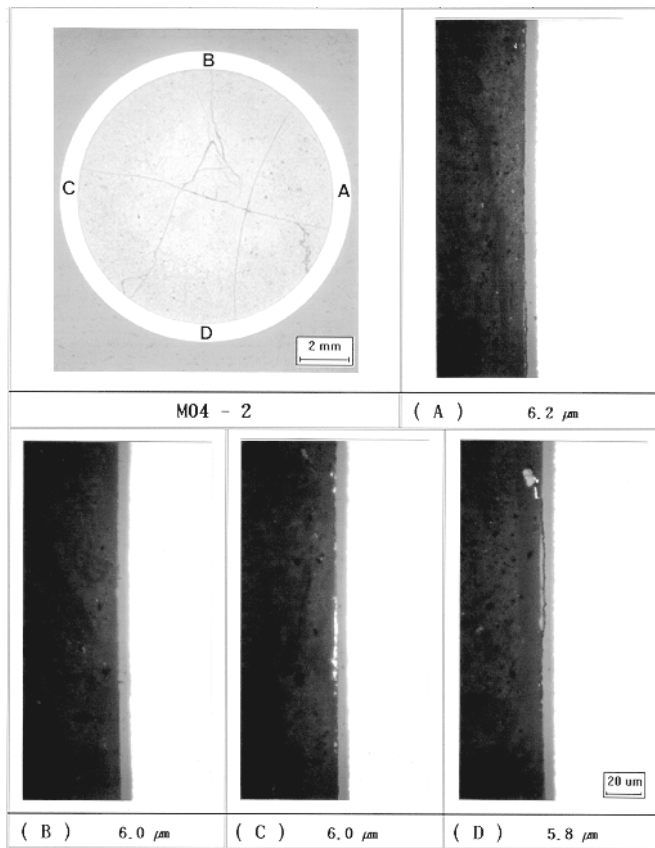 B
C
A
D
2 mm
M04 - 2
( A ) 6.2 μm
20 um
( B ) 6.0 μm
( C ) 6.0 μm
( D ) 5.8 μm